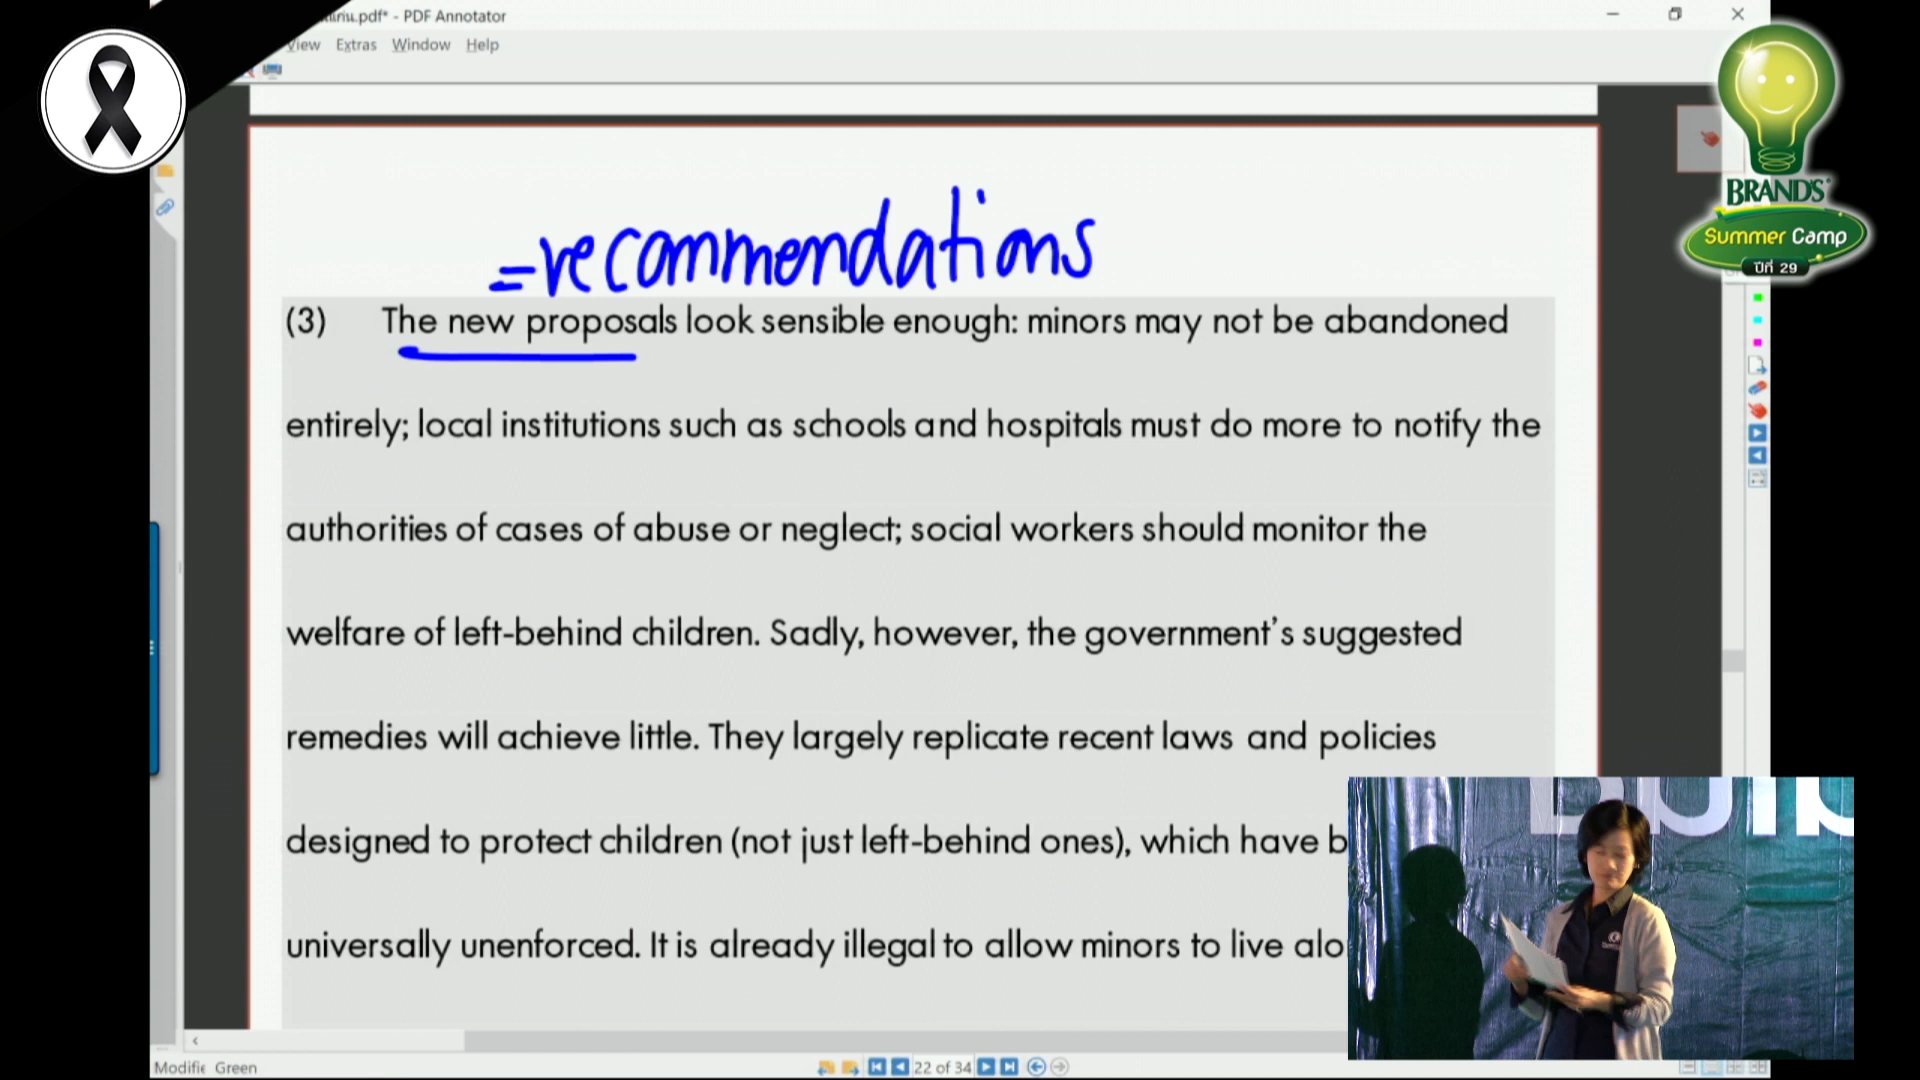 .pdf* - PDF Annotator
View Extras Window Help
BRAND'S
Summer Camp
ปีที่ 29
=recommendations
(3) The new proposals look sensible enough: minors may not be abandoned
entirely; local institutions such as schools and hospitals must do more to notify the
authorities of cases of abuse or neglect; social workers should monitor the
welfare of left-behind children. Sadly, however, the government's suggested
remedies will achieve little. They largely replicate recent laws and policies
designed to protect children (not just left-behind ones), which have b
universally unenforced. It is already illegal to allow minors to live alo
Modifie Green
22 of 34